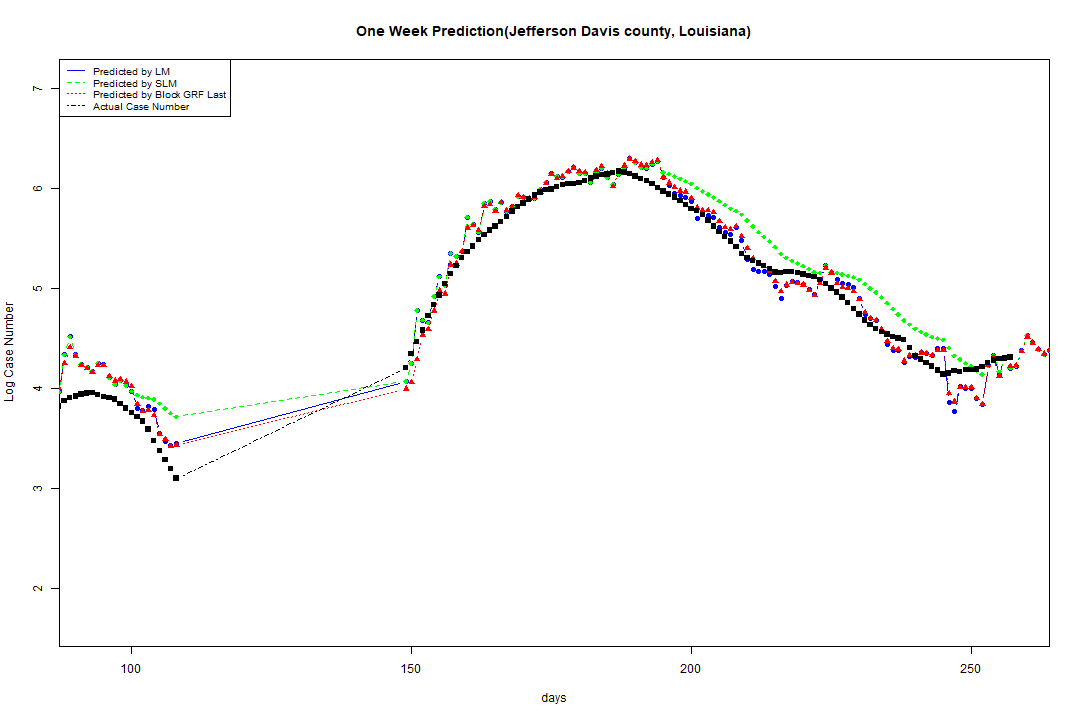 One Week Prediction(Jefferson Davis county, Louisiana)
Predicted by LM
Predicted by SLM
Predicted by Block GRF Last
Actual Case Number
7
6
5
4
3
2
Log Case Number
100 150 200 250
days